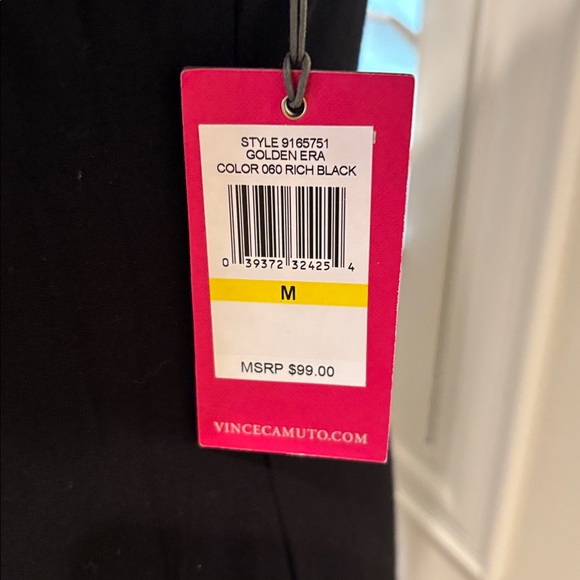 STYLE 9165751
GOLDEN ERA
COLOR 060 RICH BLACK
0 39372 32425 4
M
MSRP $99.00
VINCECAMUTO.COM